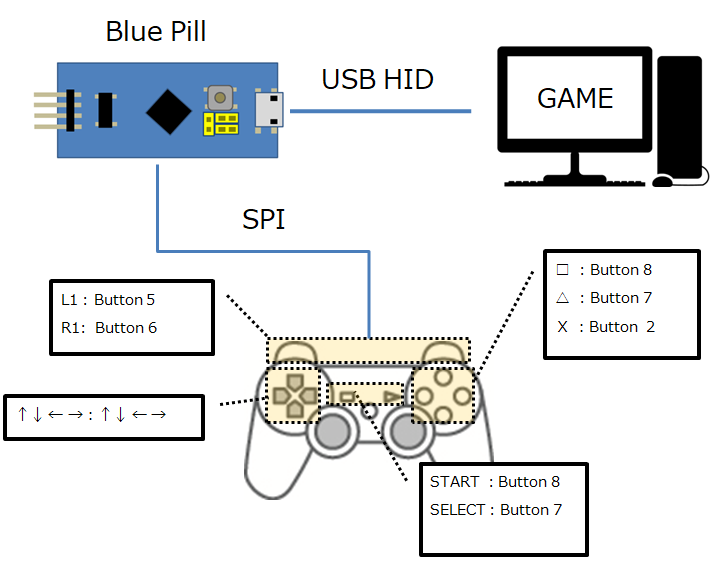 Blue Pill
USB HID
GAME
SPI
L1 : Button 5
R1: Button 6
□ : Button 8
△ : Button 7
X : Button 2
↑↓←→ : ↑↓←→
START : Button 8
SELECT : Button 7